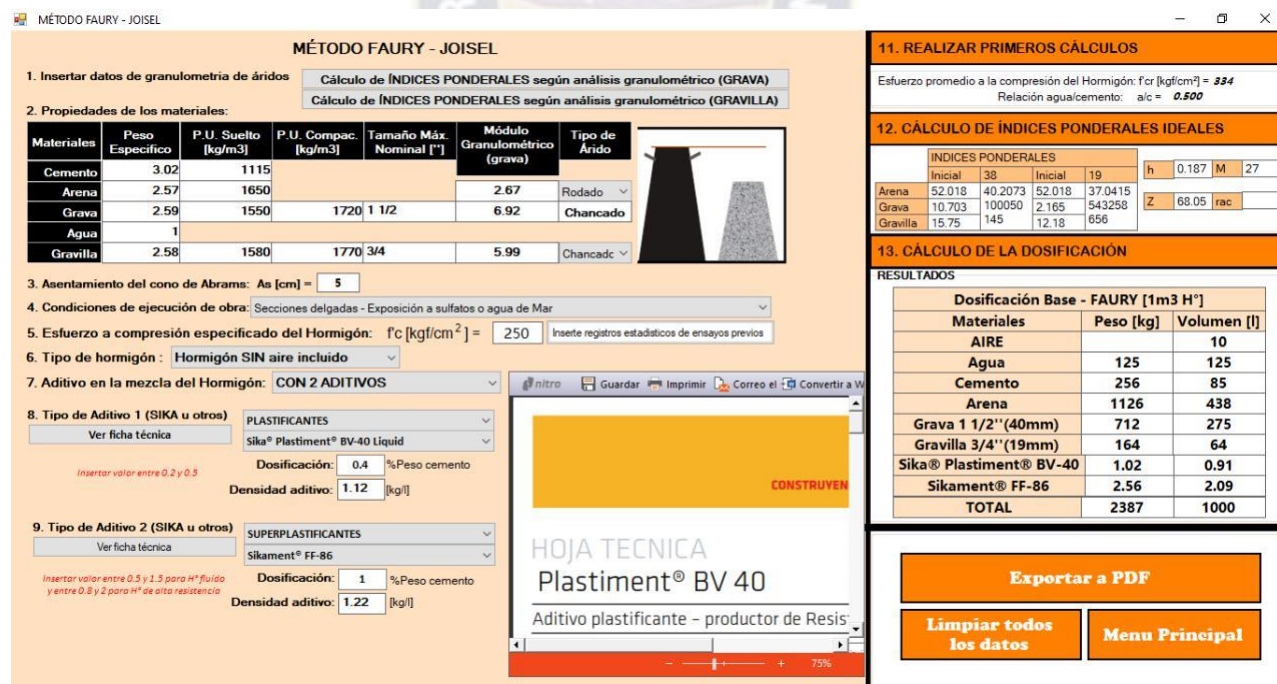 MÉTODO FAURY - JOISEL
MÉTODO FAURY - JOISEL
1. Insertar datos de granulometria de áridos
Cálculo de ÍNDICES PONDERALES según análisis granulométrico (GRAVA)
Cálculo de ÍNDICES PONDERALES según análisis granulométrico (GRAVILLA)
2. Propiedades de los materiales:
Materiales Peso Especifico P.U. Suelto [kg/m3] P.U. Compac. [kg/m3] Tamaño Máx. Nominal ["] Módulo Granulométrico (grava) Tipo de Árido
Cemento 3.02 1115
Arena 2.57 1650 2.67 Rodado
Grava 2.59 1550 1720 1 1/2 6.92 Chancado
Agua 1
Gravilla 2.58 1580 1770 3/4 5.99 Chancadc
3. Asentamiento del cono de Abrams: As [cm] = 5
4. Condiciones de ejecución de obra: Secciones delgadas - Exposición a sulfatos o agua de Mar
5. Esfuerzo a compresión especificado del Hormigón: f'c [kgf/cm2] = 250 Inserte registros estadisticos de ensayos previos
6. Tipo de hormigón : Hormigón SIN aire incluido
7. Aditivo en la mezcla del Hormigón: CON 2 ADITIVOS
8. Tipo de Aditivo 1 (SIKA u otros) PLASTIFICANTES
Ver ficha técnica Sika® Plastiment® BV-40 Liquid
Insertar valor entre 0.2 y 0.5
Dosificación: 0.4 %Peso cemento
Densidad aditivo: 1.12 [kg/l]
9. Tipo de Aditivo 2 (SIKA u otros) SUPERPLASTIFICANTES
Ver ficha técnica Sikament® FF-86
Insertar valor entre 0.5 y 1.5 para H° fluido
y entre 0.8 y 2 para H° de alta resistencia
Dosificación: 1 %Peso cemento
Densidad aditivo: 1.22 [kg/l]
nitro Guardar Imprimir Correo el Convertir a W
CONSTRUYEN
HOJA TECNICA
Plastiment® BV 40
Aditivo plastificante – productor de Resis
75%
11. REALIZAR PRIMEROS CÁLCULOS
Esfuerzo promedio a la compresión del Hormigón: f'cr [kgf/cm²] = 334
Relación agua/cemento: a/c = 0.500
12. CÁLCULO DE ÍNDICES PONDERALES IDEALES
INDICES PONDERALES
Inicial 38 Inicial 19
Arena 52.018 40.2073 52.018 37.0415
Grava 10.703 100050 2.165 543258
Gravilla 15.75 145 12.18 656
h 0.187 M 27
Z 68.05 rac
13. CÁLCULO DE LA DOSIFICACIÓN
RESULTADOS
Dosificación Base - FAURY [1m3 H°]
Materiales Peso [kg] Volumen [l]
AIRE 10
Agua 125 125
Cemento 256 85
Arena 1126 438
Grava 1 1/2''(40mm) 712 275
Gravilla 3/4''(19mm) 164 64
Sika® Plastiment® BV-40 1.02 0.91
Sikament® FF-86 2.56 2.09
TOTAL 2387 1000
Exportar a PDF
Limpiar todos los datos
Menu Principal